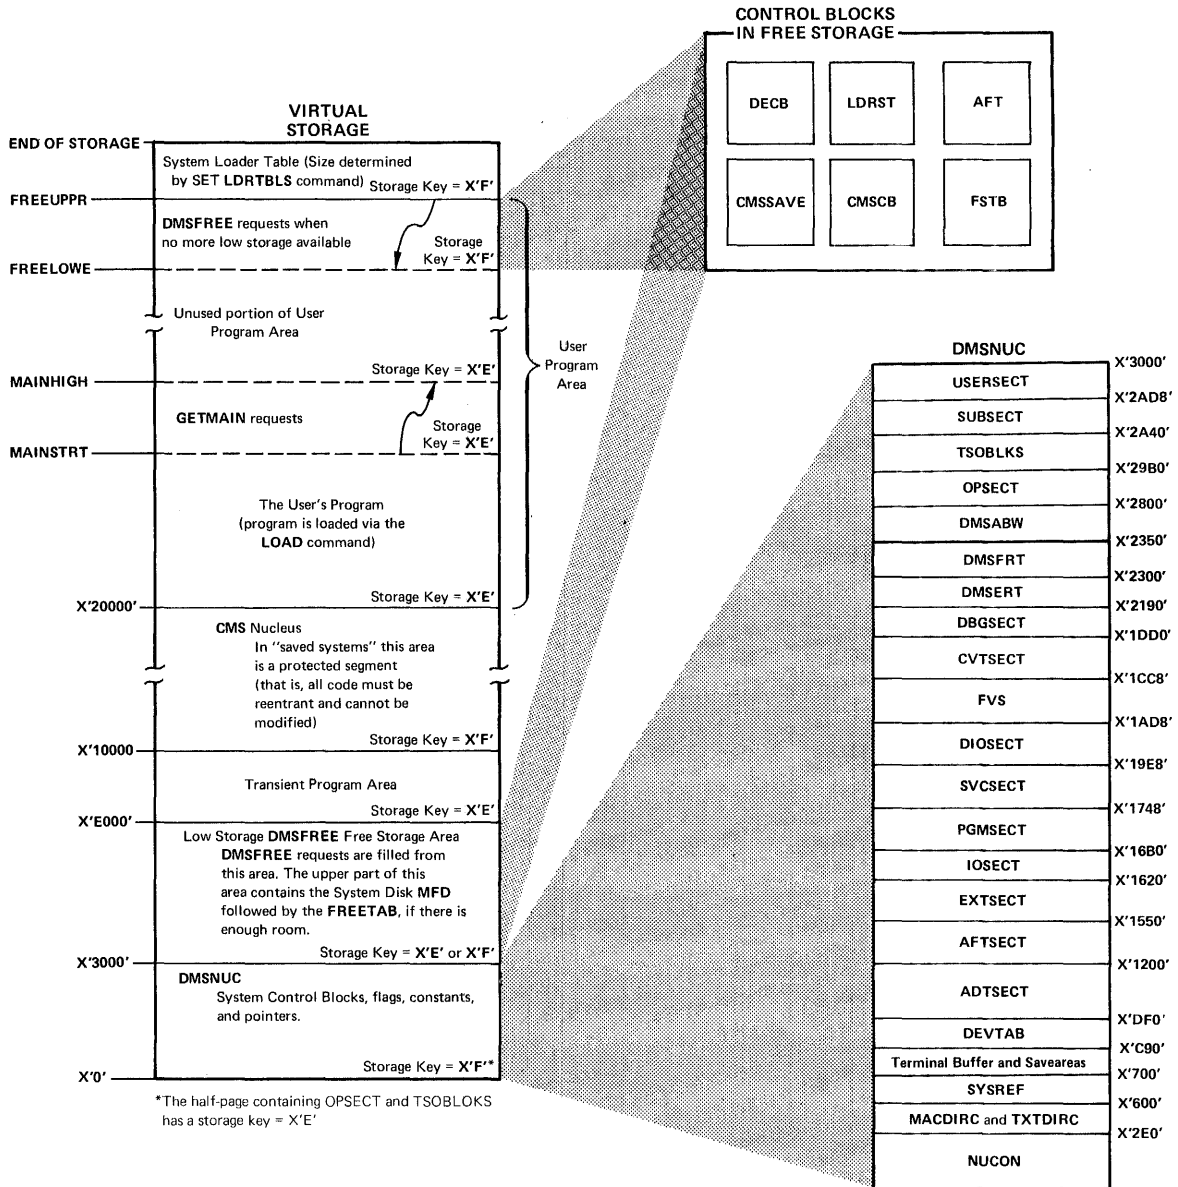 CONTROL BLOCKS
IN FREE STORAGE
DECB
LDRST
AFT
CMSSAVE
CMSCB
FSTB
VIRTUAL
STORAGE
END OF STORAGE
System Loader Table (Size determined
by SET LDRTBLS command)
Storage Key = X'F'
FREEUPPR
DMSFREE requests when
no more low storage available
Storage
Key = X'F'
FREELOWE
Unused portion of User
Program Area
Storage Key = X'E'
MAINHIGH
GETMAIN requests
Storage
Key = X'E'
MAINSTRT
User
Program
Area
The User's Program
(program is loaded via the
LOAD command)
Storage Key = X'E'
X'20000'
CMS Nucleus
In "saved systems" this area
is a protected segment
(that is, all code must be
reentrant and cannot be
modified)
Storage Key = X'F'
X'10000
Transient Program Area
Storage Key = X'E'
X'E000'
Low Storage DMSFREE Free Storage Area
DMSFREE requests are filled from
this area. The upper part of this
area contains the System Disk MFD
followed by the FREETAB, if there is
enough room.
Storage Key = X'E' or X'F'
X'3000'
DMSNUC
System Control Blocks, flags, constants,
and pointers.
Storage Key = X'F'*
X'0'
*The half-page containing OPSECT and TSOBLOKS
has a storage key = X'E'
DMSNUC
X'3000'
USERSECT
X'2AD8'
SUBSECT
X'2A40'
TSOBLKS
X'29B0'
OPSECT
X'2800'
DMSABW
X'2350'
DMSFRT
X'2300'
DMSERT
X'2190'
DBGSECT
X'1DD0'
CVTSECT
X'1CC8'
FVS
X'1AD8'
DIOSECT
X'19E8'
SVCSECT
X'1748'
PGMSECT
X'16B0'
IOSECT
X'1620'
EXTSECT
X'1550'
AFTSECT
X'1200'
ADTSECT
X'DF0'
DEVTAB
X'C90'
Terminal Buffer and Saveareas
X'700'
SYSREF
X'600'
MACDIRC and TXTDIRC
X'2E0'
NUCON